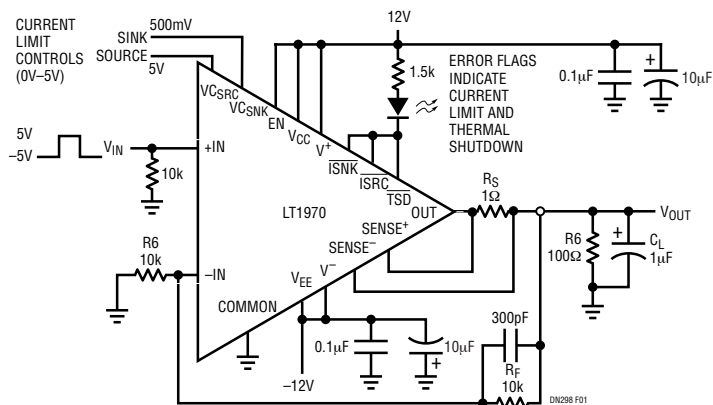 CURRENT
LIMIT
CONTROLS
(0V–5V)
500mV
SINK
SOURCE
5V
12V
VCSRC
VCSNK
EN
VCC
V+
1.5k
ERROR FLAGS
INDICATE
CURRENT
LIMIT AND
THERMAL
SHUTDOWN
0.1µF
+
10µF
5V
–5V
VIN
+IN
10k
ISNK
ISRC
TSD
LT1970
OUT
RS
1Ω
VOUT
SENSE+
SENSE–
R6
10k
–IN
COMMON
VEE
V–
R6
100Ω
+
CL
1µF
0.1µF
10µF
+
–12V
300pF
RF
10k
DN298 F01